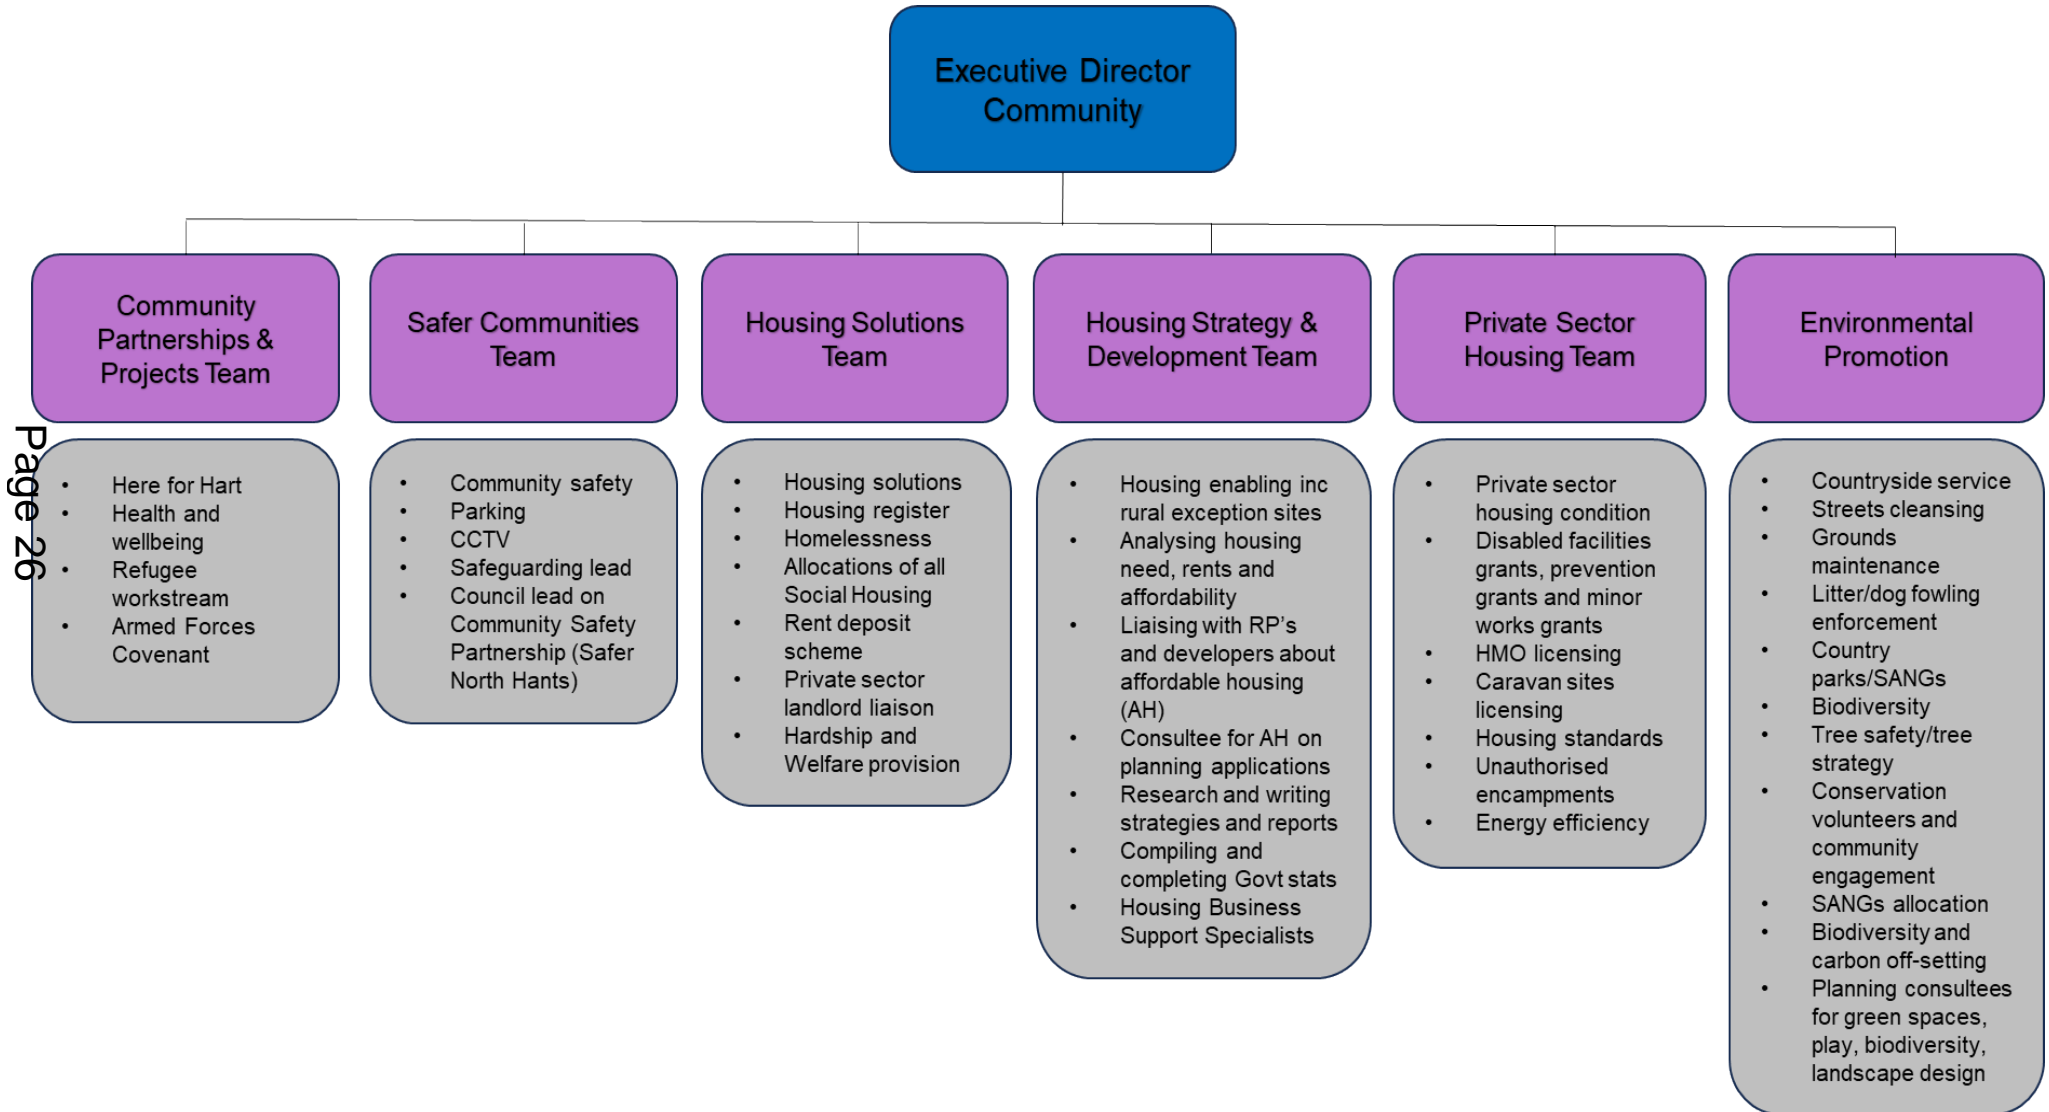 Executive Director
Community
Community
Partnerships &
Projects Team
Safer Communities
Team
Housing Solutions
Team
Housing Strategy &
Development Team
Private Sector
Housing Team
Environmental
Promotion
Page 26
• Here for Hart
• Health and
wellbeing
• Refugee
workstream
• Armed Forces
Covenant
• Community safety
• Parking
• CCTV
• Safeguarding lead
• Council lead on
Community Safety
Partnership (Safer
North Hants)
• Housing solutions
• Housing register
• Homelessness
• Allocations of all
Social Housing
• Rent deposit
scheme
• Private sector
landlord liaison
• Hardship and
Welfare provision
• Housing enabling inc
rural exception sites
• Analysing housing
need, rents and
affordability
• Liaising with RP's
and developers about
affordable housing
(AH)
• Consultee for AH on
planning applications
• Research and writing
strategies and reports
• Compiling and
completing Govt stats
• Housing Business
Support Specialists
• Private sector
housing condition
• Disabled facilities
grants, prevention
grants and minor
works grants
• HMO licensing
• Caravan sites
licensing
• Housing standards
• Unauthorised
encampments
• Energy efficiency
• Countryside service
• Streets cleansing
• Grounds
maintenance
• Litter/dog fowling
enforcement
• Country
parks/SANGs
• Biodiversity
• Tree safety/tree
strategy
• Conservation
volunteers and
community
engagement
• SANGs allocation
• Biodiversity and
carbon off-setting
• Planning consultees
for green spaces,
play, biodiversity,
landscape design